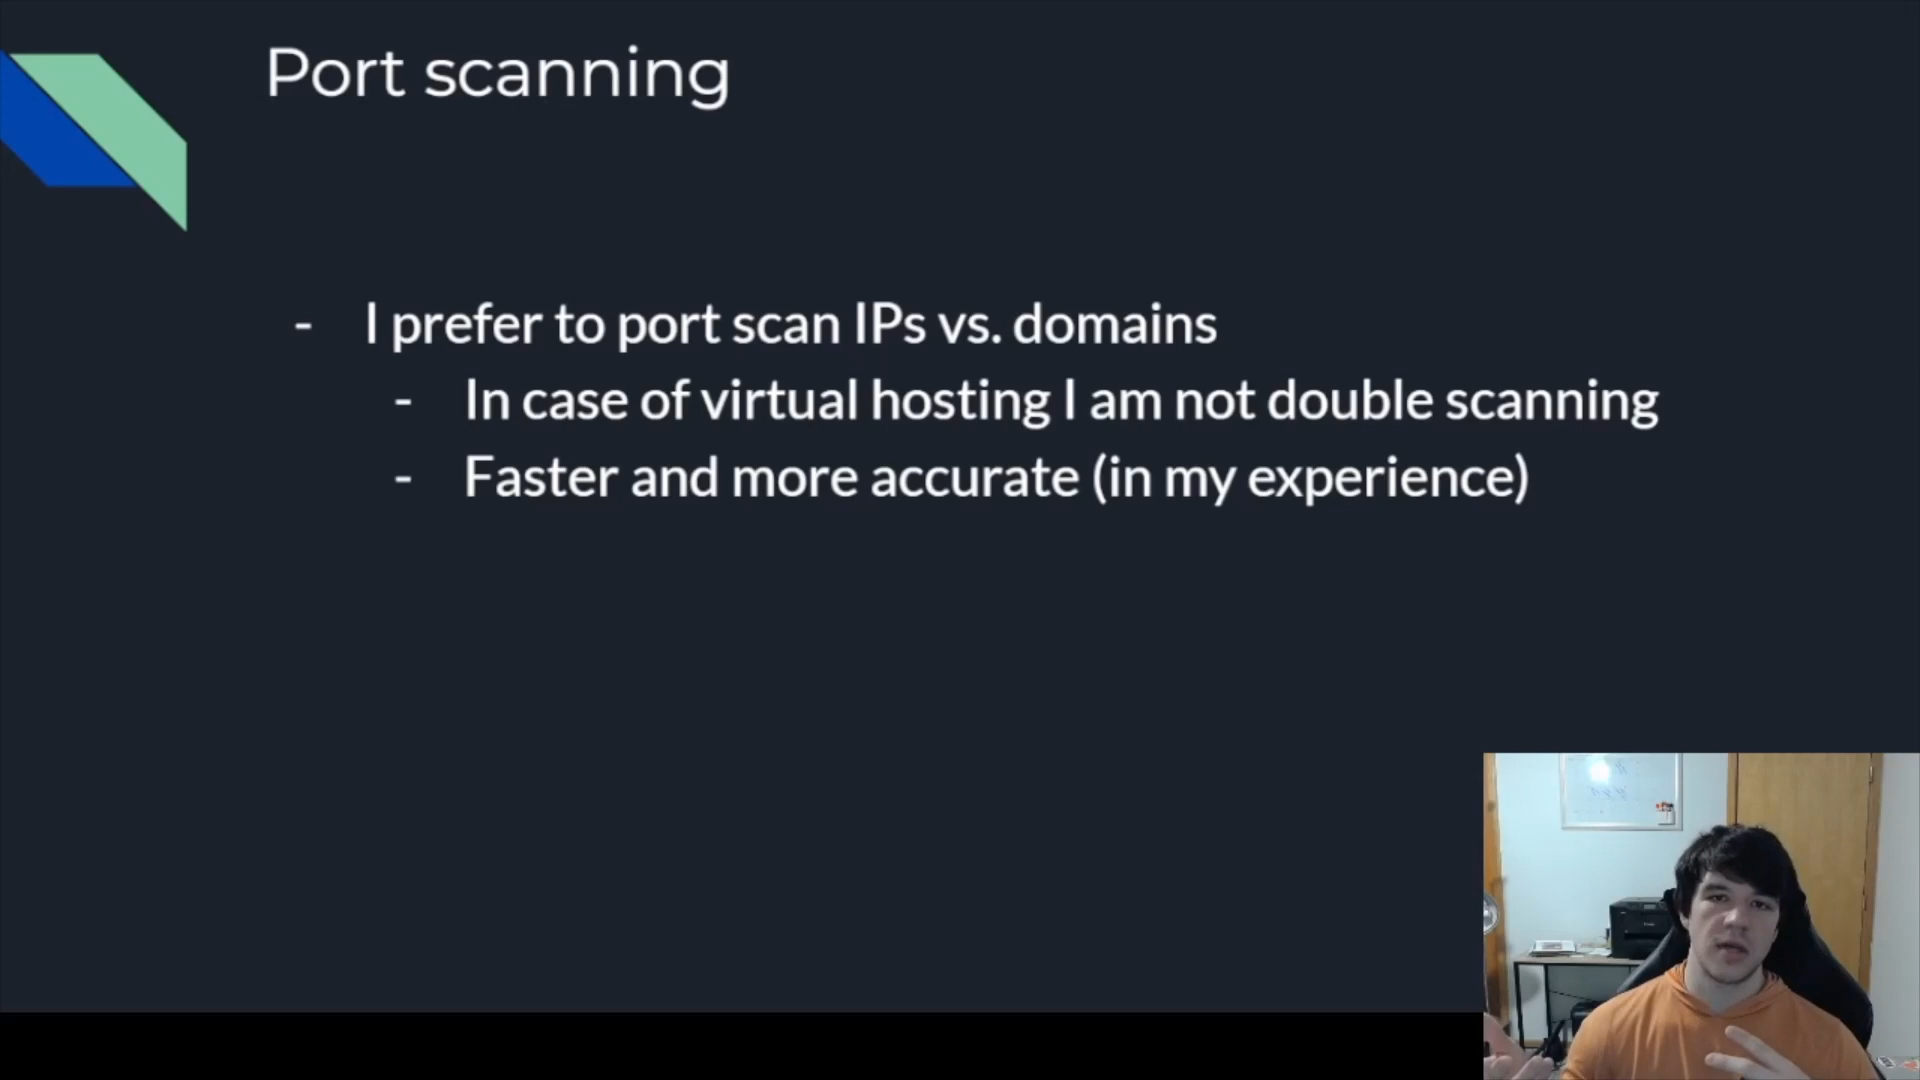 Port scanning
- I prefer to port scan IPs vs. domains
- In case of virtual hosting I am not double scanning
- Faster and more accurate (in my experience)